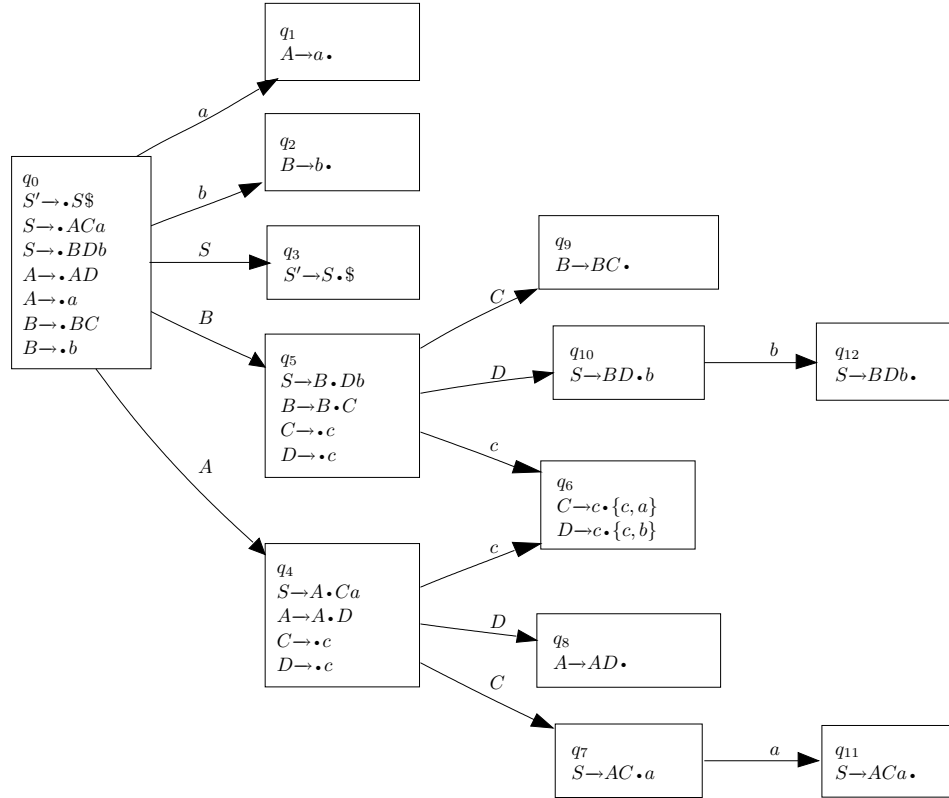 q₁
A→a•
a
q₂
B→b•
b
q₀
S′→•S$
S→•ACa
S→•BDb
A→•AD
A→•a
B→•BC
B→•b
S
q₃
S′→S•$
q₉
B→BC•
C
B
q₅
S→B•Db
B→B•C
C→•c
D→•c
D
q₁₀
S→BD•b
b
q₁₂
S→BDb•
c
q₆
C→c•{c, a}
D→c•{c, b}
A
c
q₄
S→A•Ca
A→A•D
C→•c
D→•c
D
q₈
A→AD•
C
q₇
S→AC•a
a
q₁₁
S→ACa•